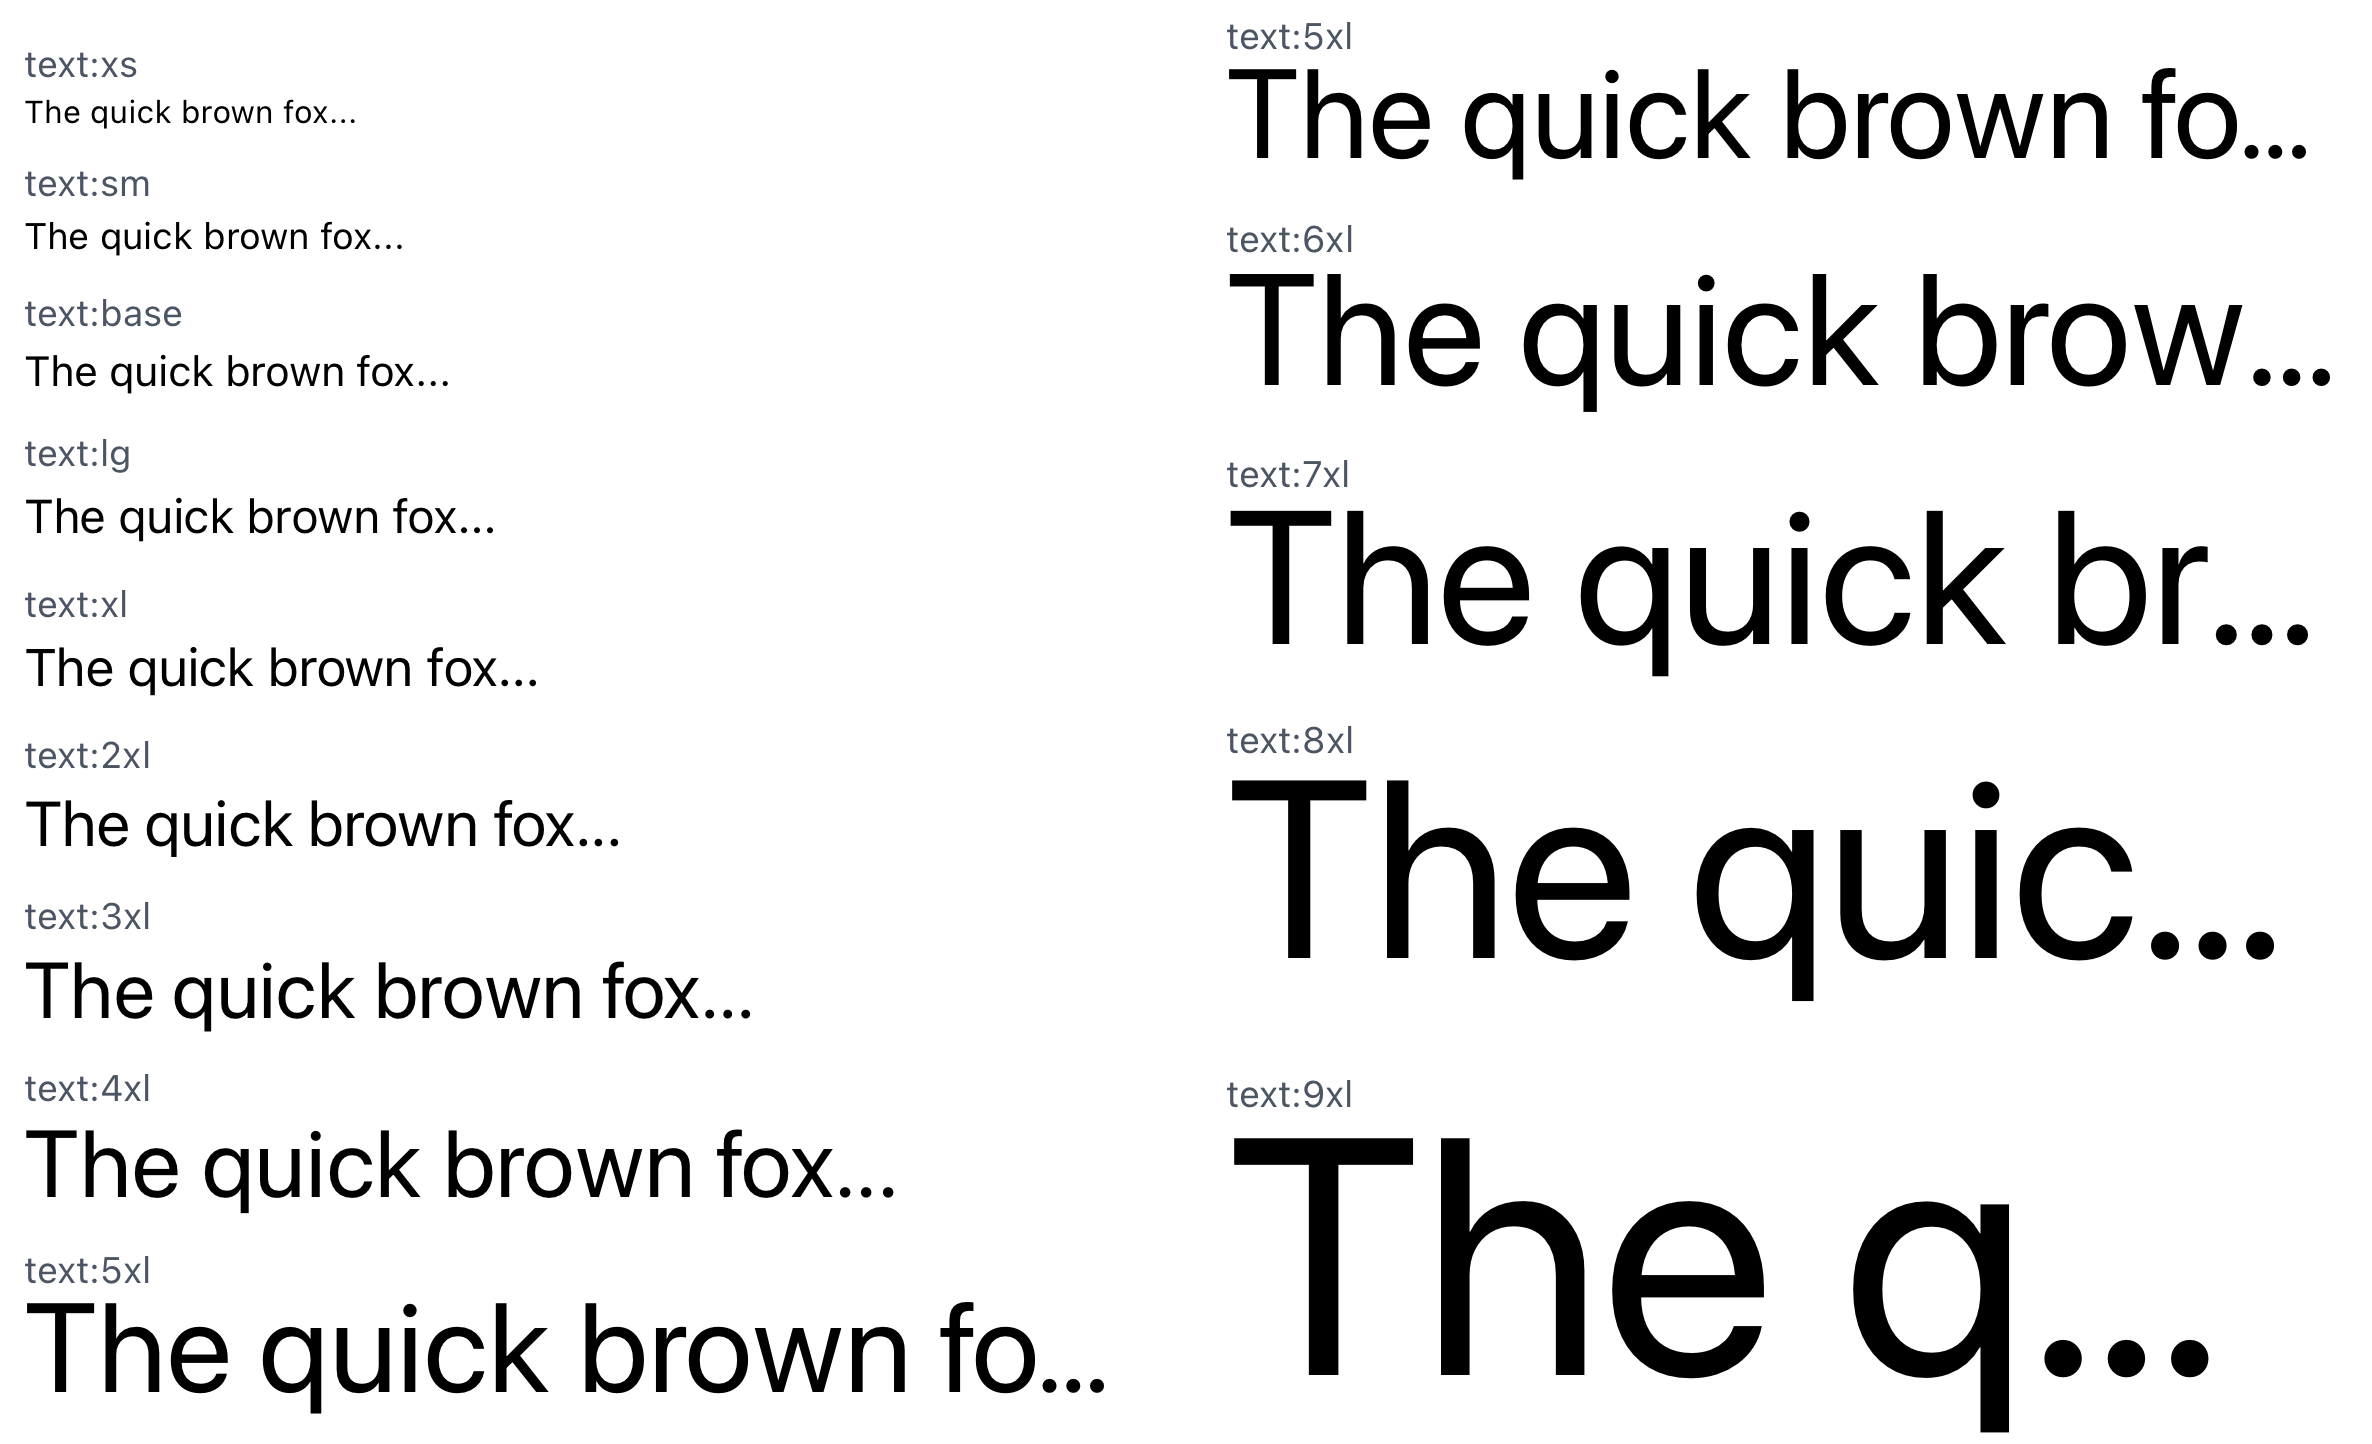 text:xs
The quick brown fox...
text:sm
The quick brown fox...
text:base
The quick brown fox...
text:lg
The quick brown fox...
text:xl
The quick brown fox...
text:2xl
The quick brown fox...
text:3xl
The quick brown fox...
text:4xl
The quick brown fox...
text:5xl
The quick brown fo...
text:5xl
The quick brown fo...
text:6xl
The quick brow...
text:7xl
The quick br...
text:8xl
The quic...
text:9xl
The q...